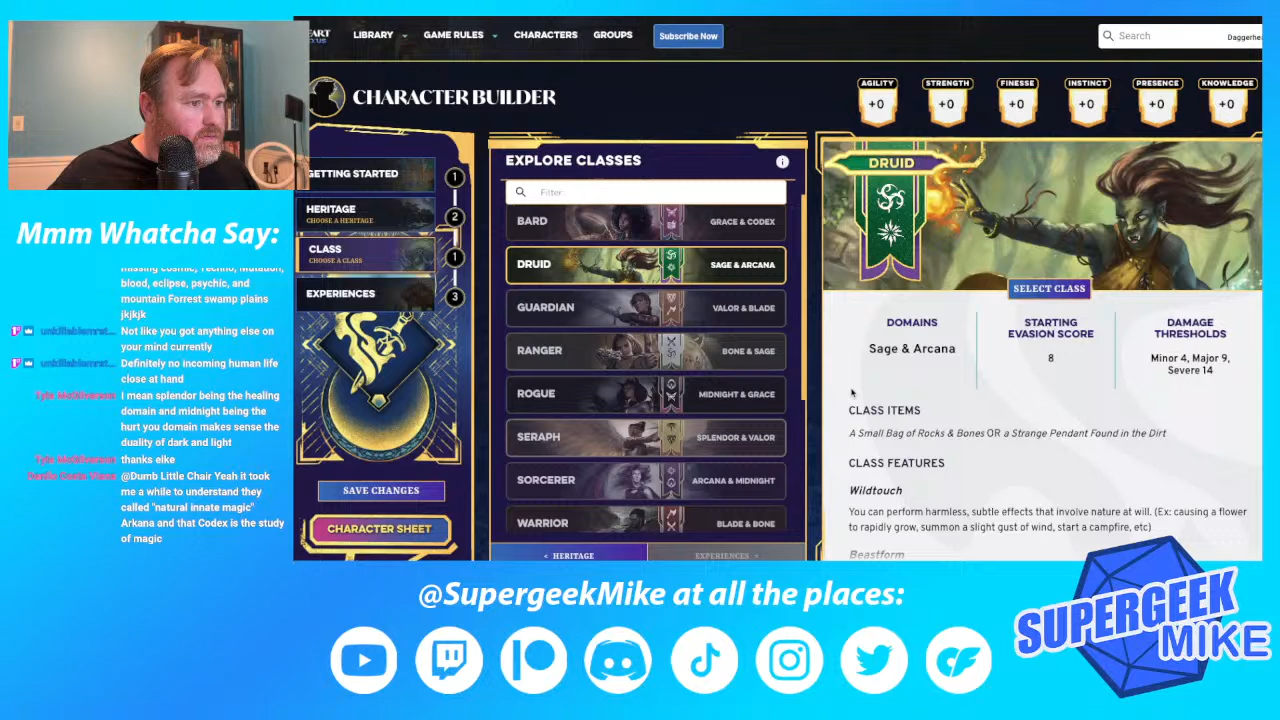 EART
LIBRARY
GAME RULES
CHARACTERS
GROUPS
Subscribe Now
Search
Daggerhe
CHARACTER BUILDER
AGILITY
+0
STRENGTH
+0
FINESSE
+0
INSTINCT
+0
PRESENCE
+0
KNOWLEDGE
+0
GETTING STARTED
1
HERITAGE
CHOOSE A HERITAGE
2
CLASS
CHOOSE A CLASS
1
EXPERIENCES
3
SAVE CHANGES
CHARACTER SHEET
EXPLORE CLASSES
Filter
BARD
GRACE & CODEX
DRUID
SAGE & ARCANA
GUARDIAN
VALOR & BLADE
RANGER
BONE & SAGE
ROGUE
MIDNIGHT & GRACE
SERAPH
SPLENDOR & VALOR
SORCERER
ARCANA & MIDNIGHT
WARRIOR
BLADE & BONE
< HERITAGE
EXPERIENCES >
DRUID
SELECT CLASS
DOMAINS
Sage & Arcana
STARTING
EVASION SCORE
8
DAMAGE
THRESHOLDS
Minor 4, Major 9,
Severe 14
CLASS ITEMS
A Small Bag of Rocks & Bones OR a Strange Pendant Found in the Dirt
CLASS FEATURES
Wildtouch
You can perform harmless, subtle effects that involve nature at will. (Ex: causing a flower
to rapidly grow, summon a slight gust of wind, start a campfire, etc)
Beastform
Mmm Whatcha Say:
missing cosmic, Techno, Mutation,
blood, eclipse, psychic, and
mountain Forrest swamp plains
jkjkjk
Not like you got anything else on
your mind currently
Definitely no incoming human life
close at hand
I mean splendor being the healing
domain and midnight being the
hurt you domain makes sense the
duality of dark and light
thanks elke
@Dumb Little Chair Yeah it took
me a while to understand they
called "natural innate magic"
Arkana and that Codex is the study
of magic
@SupergeekMike at all the places:
SUPERGEEK
MIKE